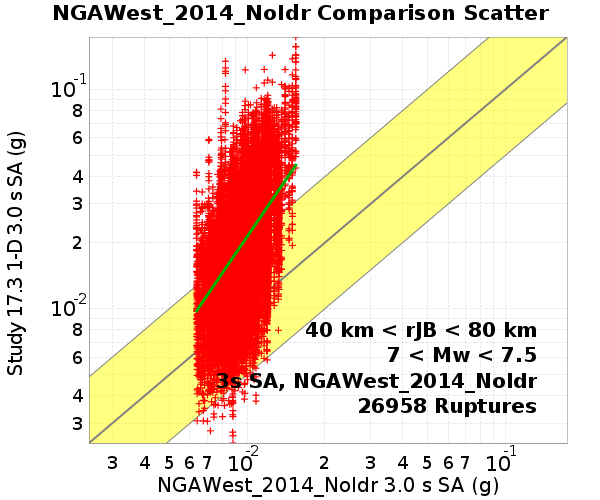 NGAWest_2014_NoIdr Comparison Scatter
Study 17.3 1-D 3.0 s SA (g)
10-1
8
6
4
3
2
10-2
8
6
4
3
40 km < rJB < 80 km
7 < Mw < 7.5
3s SA, NGAWest_2014_NoIdr
26958 Ruptures
3 4 5 6 7 10-2 2 3 4 5 6 7 10-1
NGAWest_2014_NoIdr 3.0 s SA (g)